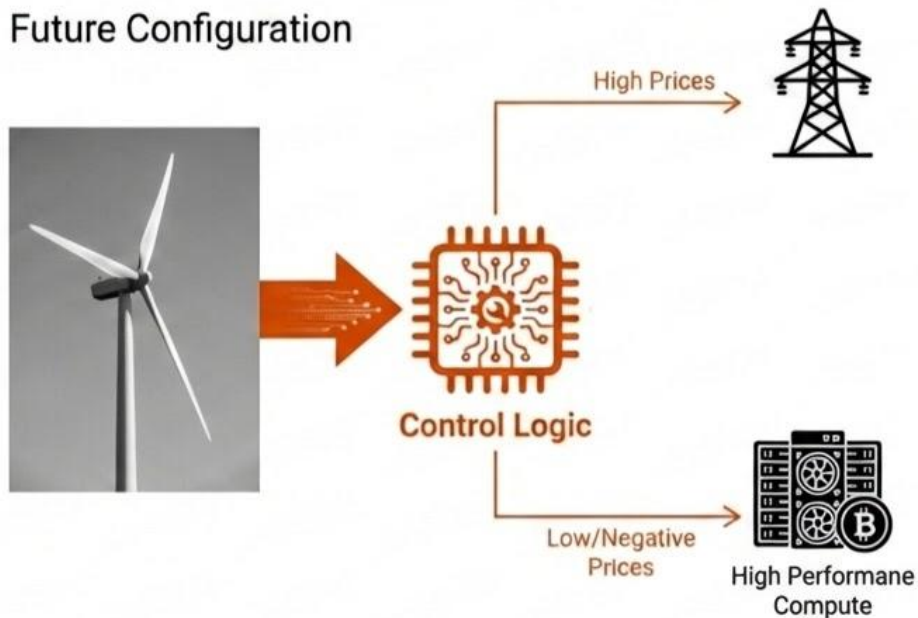 Future Configuration
High Prices
Control Logic
Low/Negative
Prices
High Performane
Compute